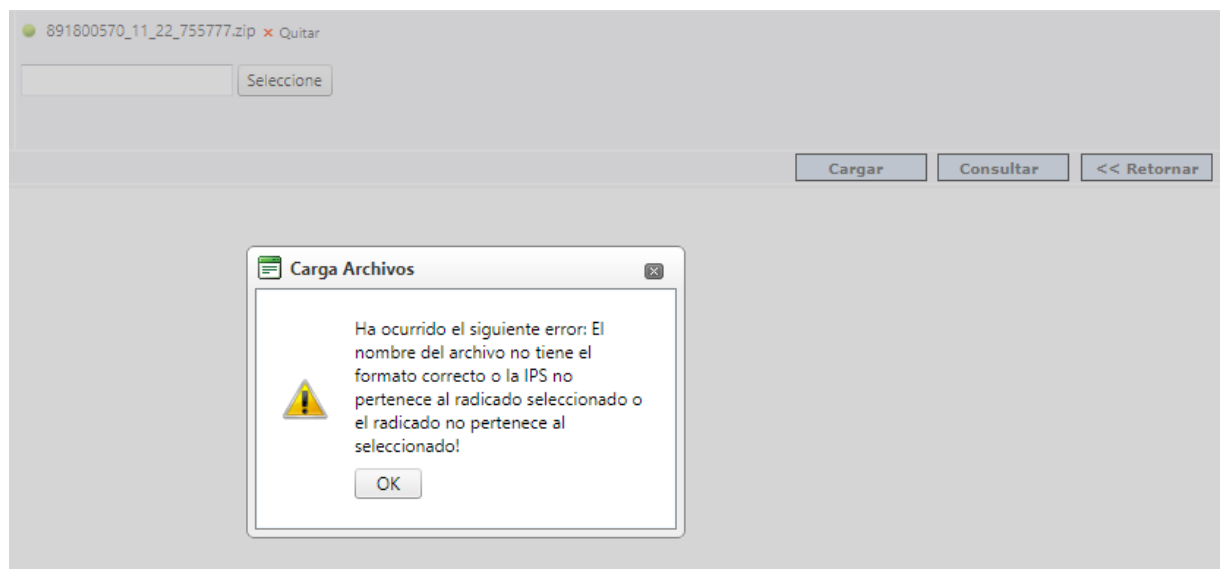 891800570_11_22_755777.zip x Quitar
Seleccione
Cargar Consultar << Retornar
Carga Archivos
Ha ocurrido el siguiente error: El
nombre del archivo no tiene el
formato correcto o la IPS no
pertenece al radicado seleccionado o
el radicado no pertenece al
seleccionado!
OK